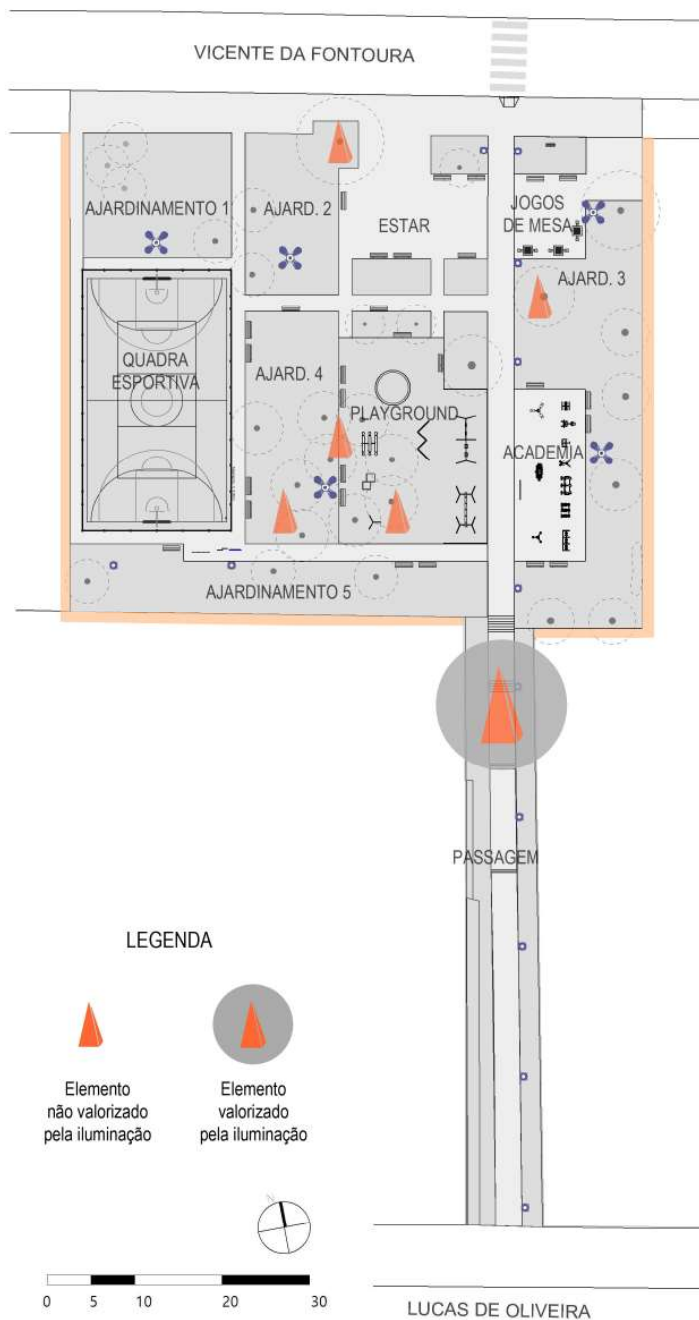 VICENTE DA FONTOURA
AJARDINAMENTO 1
AJARD. 2
ESTAR
JOGOS
DE MESA
AJARD. 3
QUADRA
ESPORTIVA
AJARD. 4
PLAYGROUND
ACADEMIA
AJARDINAMENTO 5
PASSAGEM
LEGENDA
Elemento
não valorizado
pela iluminação
Elemento
valorizado
pela iluminação
N
0 5 10 20 30
LUCAS DE OLIVEIRA